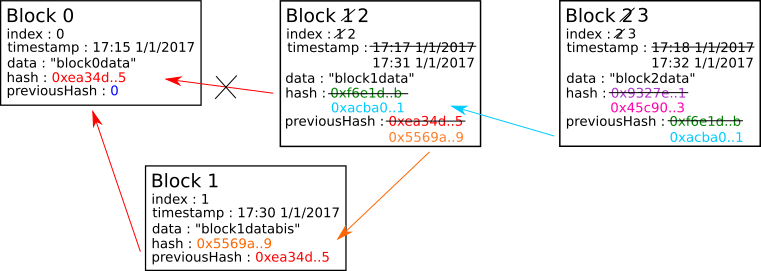 Block 0
index : 0
timestamp : 17:15 1/1/2017
data : "block0data"
hash : 0xea34d..5
previousHash : 0
Block 1 2
index : 1 2
timestamp : 17:17 1/1/2017
17:31 1/1/2017
data : "block1data"
hash : 0xf6e1d..b
0xacba0..1
previousHash : 0xea34d..5
0x5569a..9
Block 2 3
index : 2 3
timestamp : 17:18 1/1/2017
17:32 1/1/2017
data : "block2data"
hash : 0x9327e..1
0x45c90..3
previousHash : 0xf6e1d..b
0xacba0..1
Block 1
index : 1
timestamp : 17:30 1/1/2017
data : "block1databis"
hash : 0x5569a..9
previousHash : 0xea34d..5